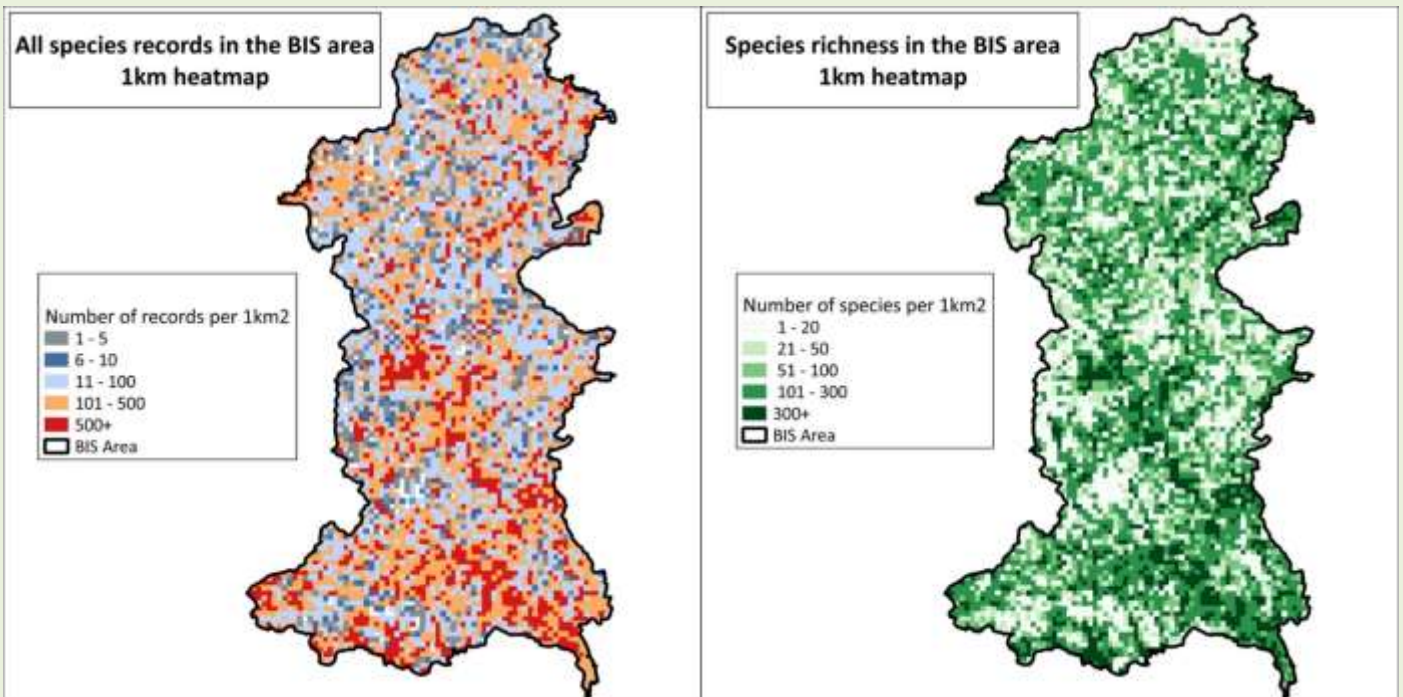 All species records in the BIS area
1km heatmap
Number of records per 1km2
1 - 5
6 - 10
11 - 100
101 - 500
500+
BIS Area
Species richness in the BIS area
1km heatmap
Number of species per 1km2
1 - 20
21 - 50
51 - 100
101 - 300
300+
BIS Area